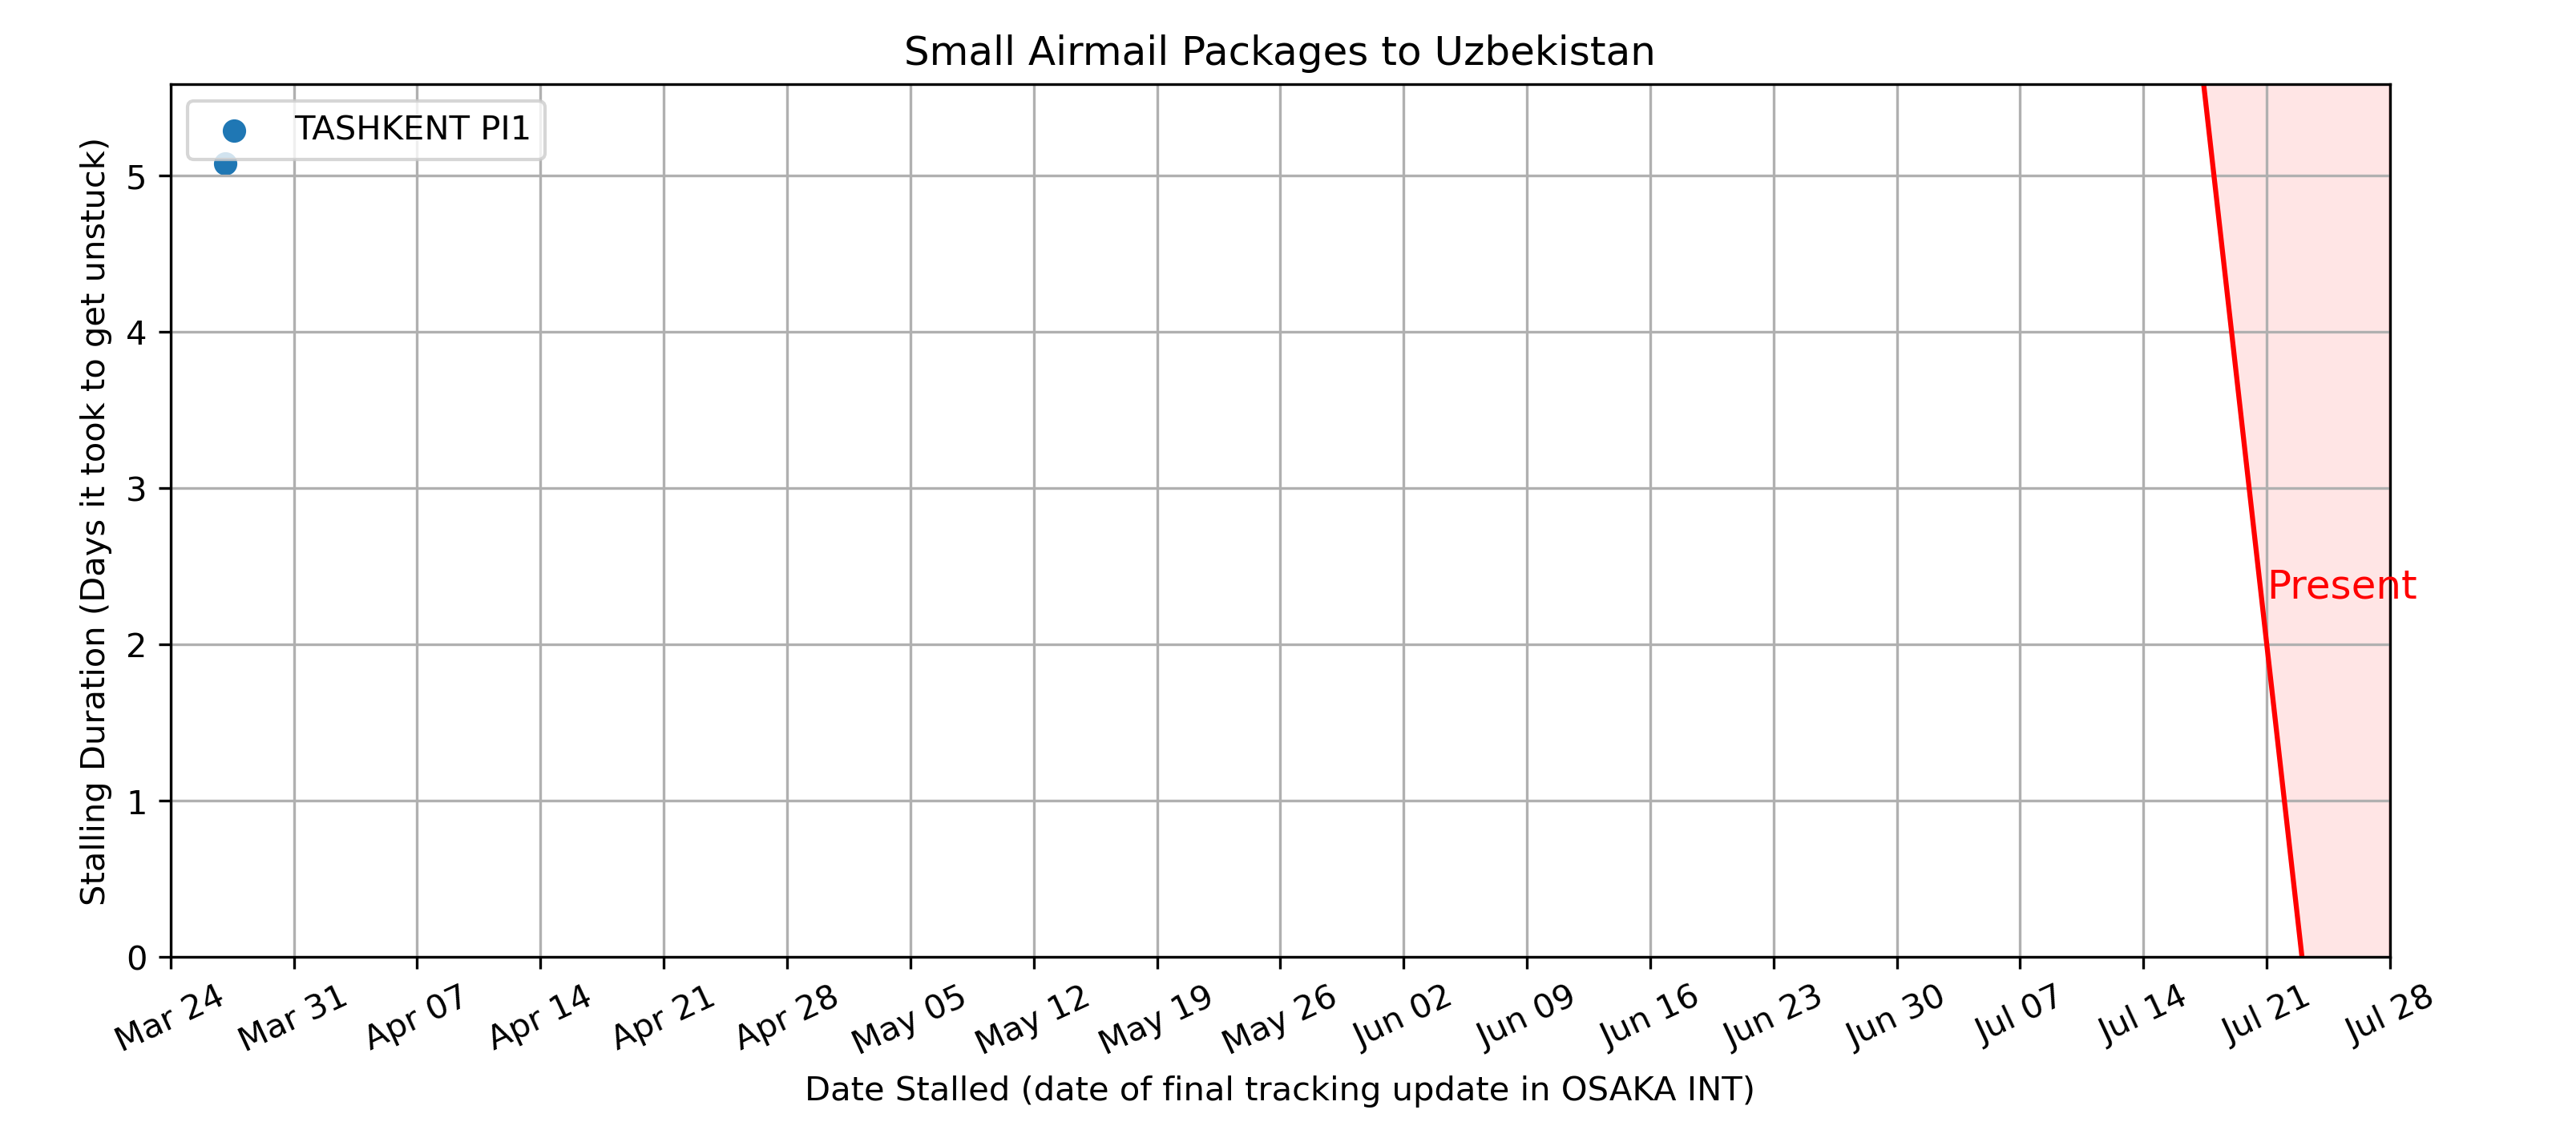 Small Airmail Packages to Uzbekistan
TASHKENT PI1
Stalling Duration (Days it took to get unstuck)
5
4
3
2
1
0
Present
Mar 24 Mar 31 Apr 07 Apr 14 Apr 21 Apr 28 May 05 May 12 May 19 May 26 Jun 02 Jun 09 Jun 16 Jun 23 Jun 30 Jul 07 Jul 14 Jul 21 Jul 28
Date Stalled (date of final tracking update in OSAKA INT)